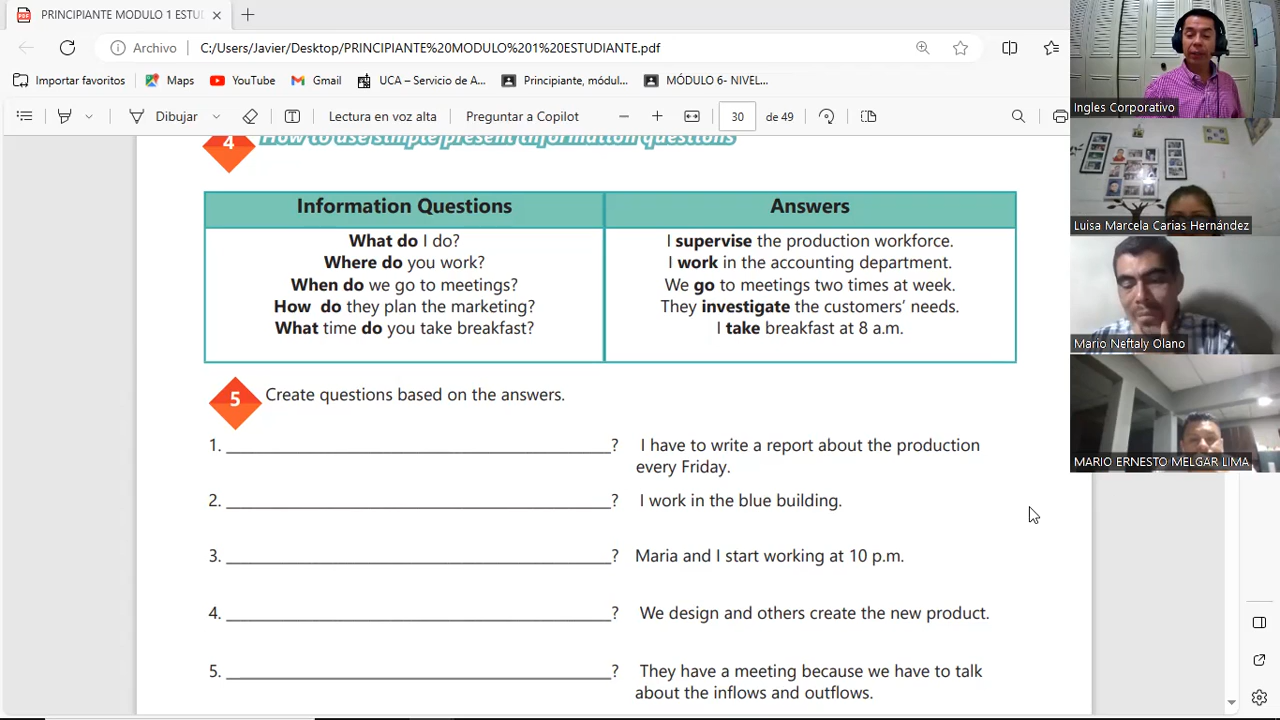 PRINCIPIANTE MODULO 1 ESTU
Archivo C:/Users/Javier/Desktop/PRINCIPIANTE%20MODULO%201%20ESTUDIANTE.pdf
Importar favoritos Maps YouTube Gmail UCA – Servicio de A... Principiante, módul... MÓDULO 6- NIVEL...
Dibujar Lectura en voz alta Preguntar a Copilot 30 de 49
4 How to use simple present information questions
Information Questions Answers
What do I do? I supervise the production workforce.
Where do you work? I work in the accounting department.
When do we go to meetings? We go to meetings two times at week.
How do they plan the marketing? They investigate the customers’ needs.
What time do you take breakfast? I take breakfast at 8 a.m.
5 Create questions based on the answers.
1. ? I have to write a report about the production
every Friday.
2. ? I work in the blue building.
3. ? Maria and I start working at 10 p.m.
4. ? We design and others create the new product.
5. ? They have a meeting because we have to talk
about the inflows and outflows.
Ingles Corporativo
Luisa Marcela Carias Hernández
Mario Neftaly Olano
MARIO ERNESTO MELGAR LIMA